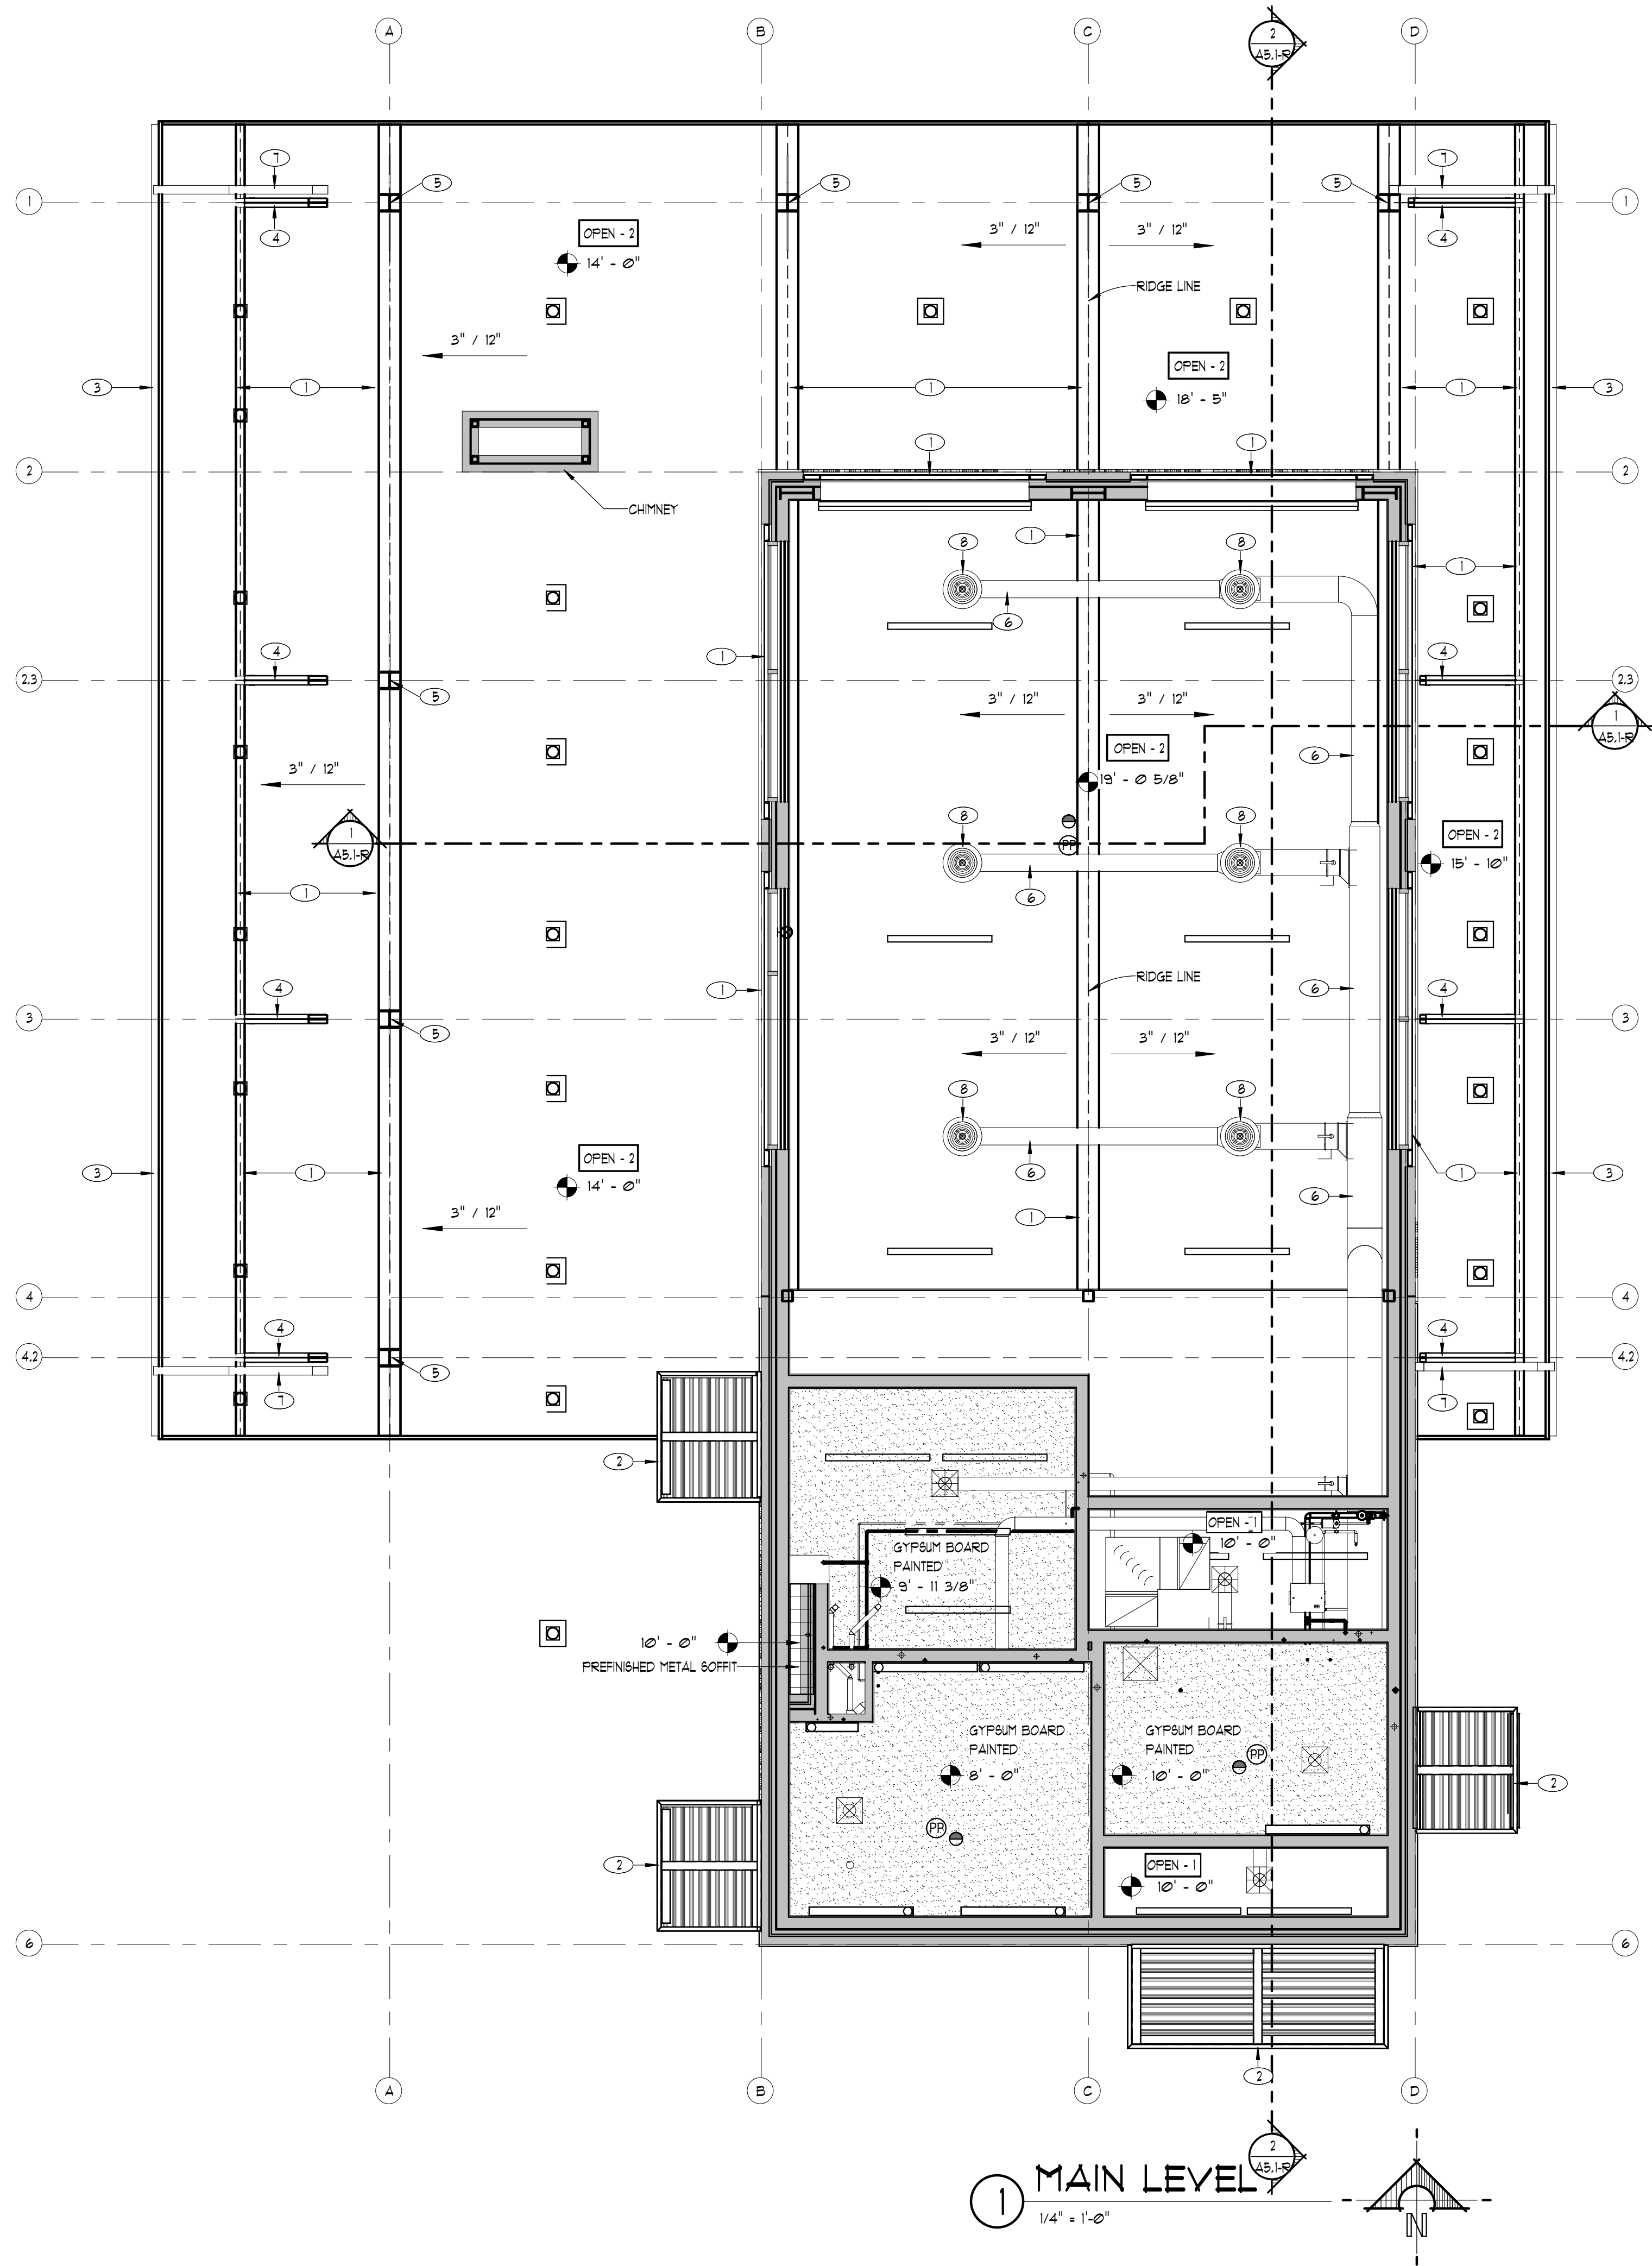 A
B
C
D
2
A5.1-R
7
5
5
5
5
7
1
1
4
4
OPEN - 2
14' - 0"
3" / 12"
3" / 12"
RIDGE LINE
3" / 12"
OPEN - 2
18' - 5"
3
1
1
1
3
2
1
1
2
CHIMNEY
1
8
8
1
6
1
4
4
2.3
2.3
5
3" / 12"
3" / 12"
1
A5.1-R
OPEN - 2
19' - 0 5/8"
6
3" / 12"
8
8
1
A5.1-R
PP
OPEN - 2
15' - 10"
1
6
RIDGE LINE
4
1
6
4
3
3
5
3" / 12"
3" / 12"
8
8
OPEN - 2
14' - 0"
3
1
6
1
3
6
3" / 12"
1
4
4
4
4
4.2
4.2
5
7
7
2
OPEN - 1
10' - 0"
GYPSUM BOARD
PAINTED
9' - 11 3/8"
10' - 0"
PREFINISHED METAL SOFFIT
GYPSUM BOARD
PAINTED
8' - 0"
GYPSUM BOARD
PAINTED
10' - 0"
PP
2
PP
2
OPEN - 1
10' - 0"
6
6
2
A
B
C
D
2
A5.1-R
1
MAIN LEVEL
1/4" = 1'-0"
N